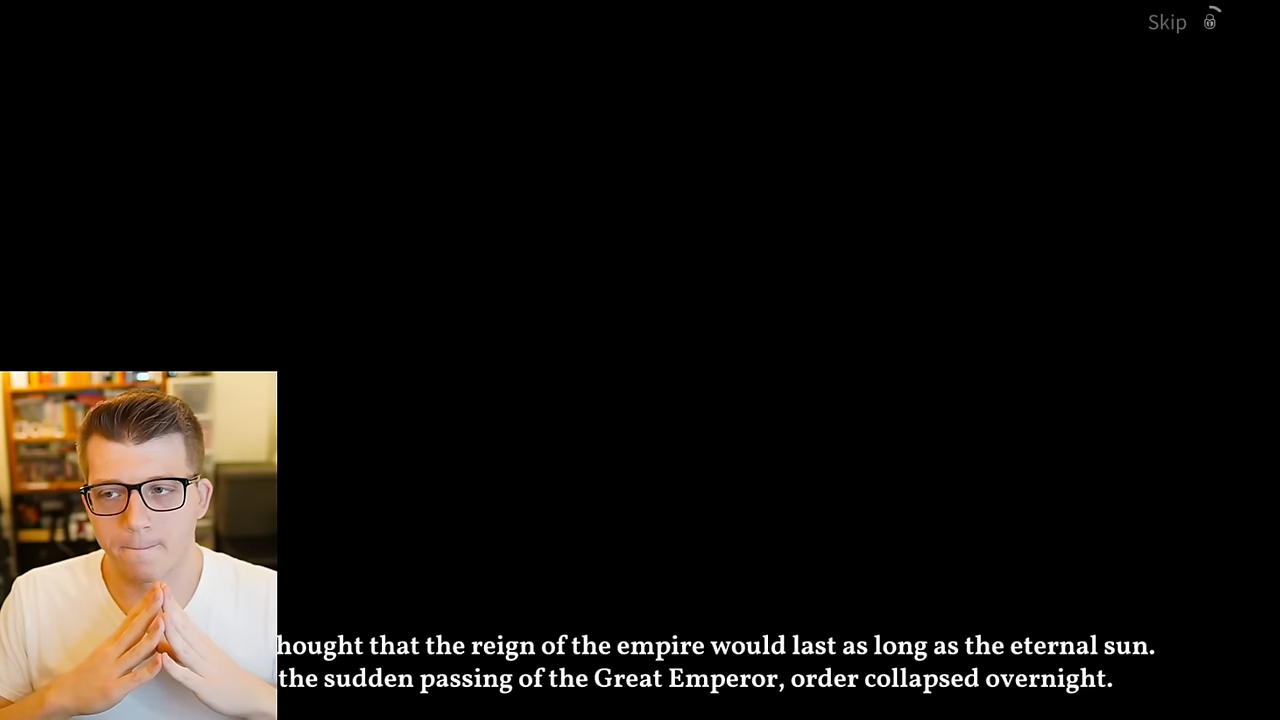 Skip
hought that the reign of the empire would last as long as the eternal sun.
the sudden passing of the Great Emperor, order collapsed overnight.